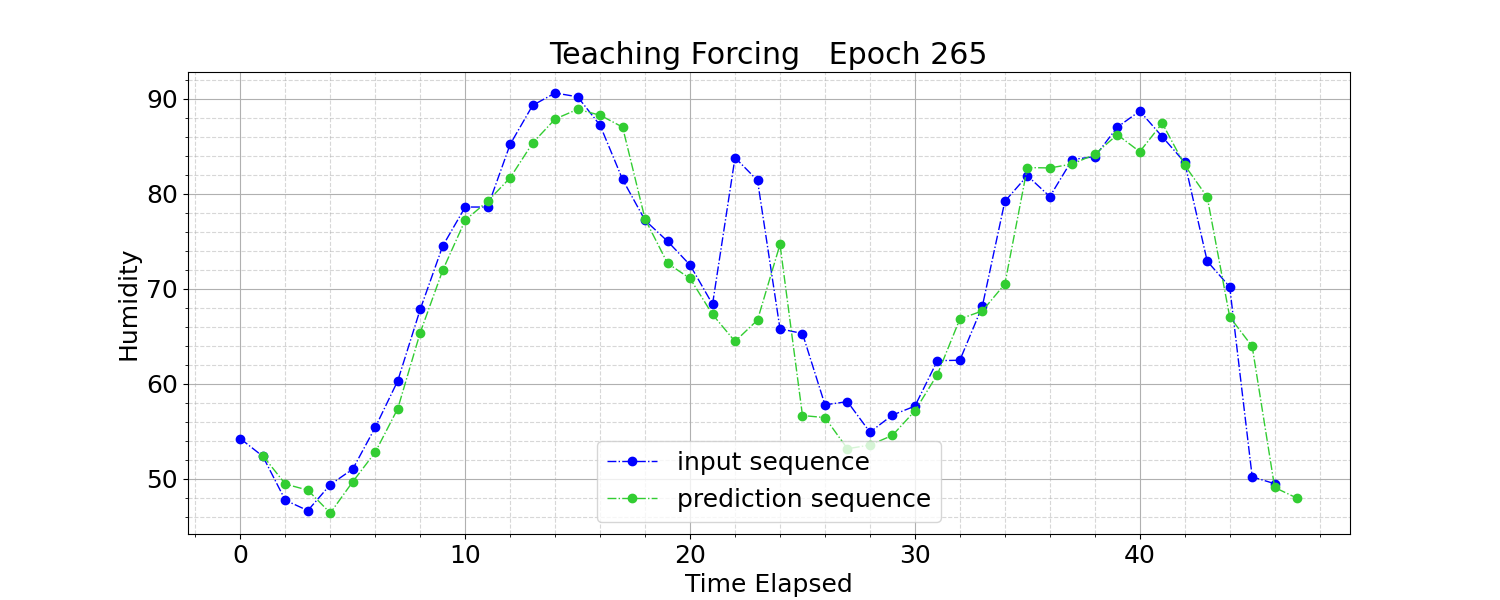 Teaching Forcing   Epoch 265
90
80
70
60
50
Humidity
input sequence
prediction sequence
0 10 20 30 40
Time Elapsed